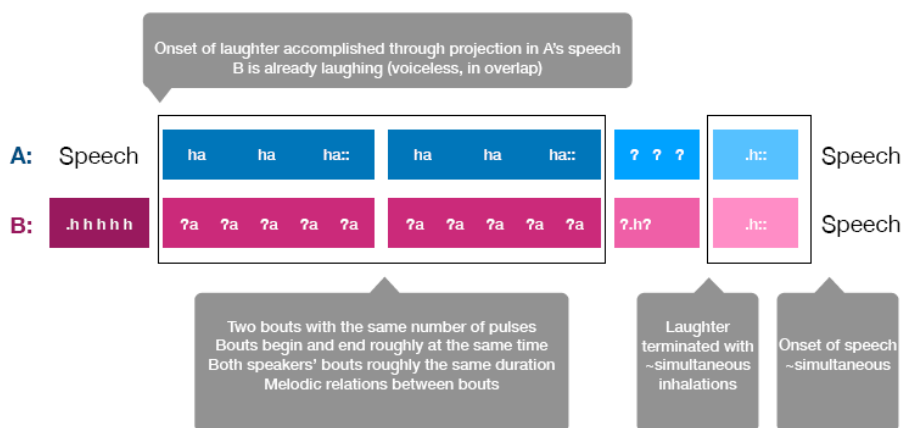 Onset of laughter accomplished through projection in A's speech
B is already laughing (voiceless, in overlap)
A: Speech ha ha ha:: ha ha ha:: ? ? ? .h:: Speech
B: .h h h h h ?a ?a ?a ?a ?a ?a ?a ?a ?a ?a ?.h? .h:: Speech
Two bouts with the same number of pulses
Bouts begin and end roughly at the same time
Both speakers' bouts roughly the same duration
Melodic relations between bouts
Laughter
terminated with
~simultaneous
inhalations
Onset of speech
~simultaneous